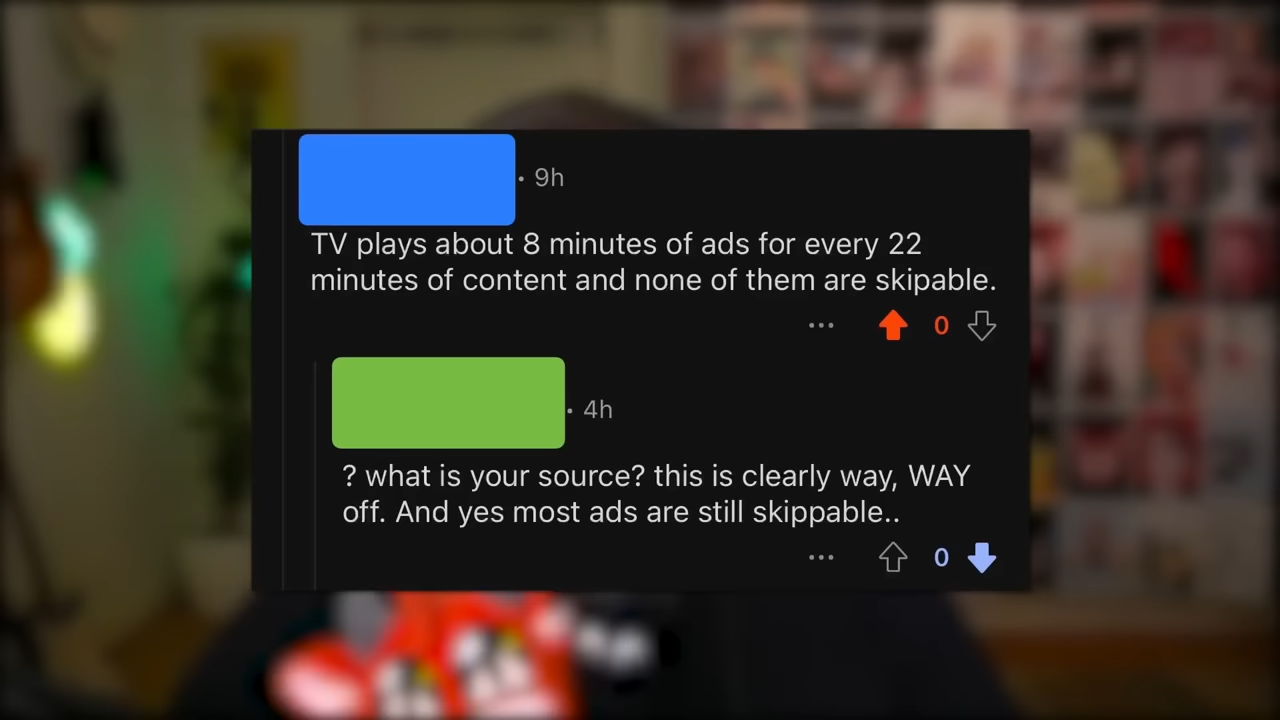 • 9h
TV plays about 8 minutes of ads for every 22
minutes of content and none of them are skipable.
••• 0
• 4h
? what is your source? this is clearly way, WAY
off. And yes most ads are still skippable..
••• 0